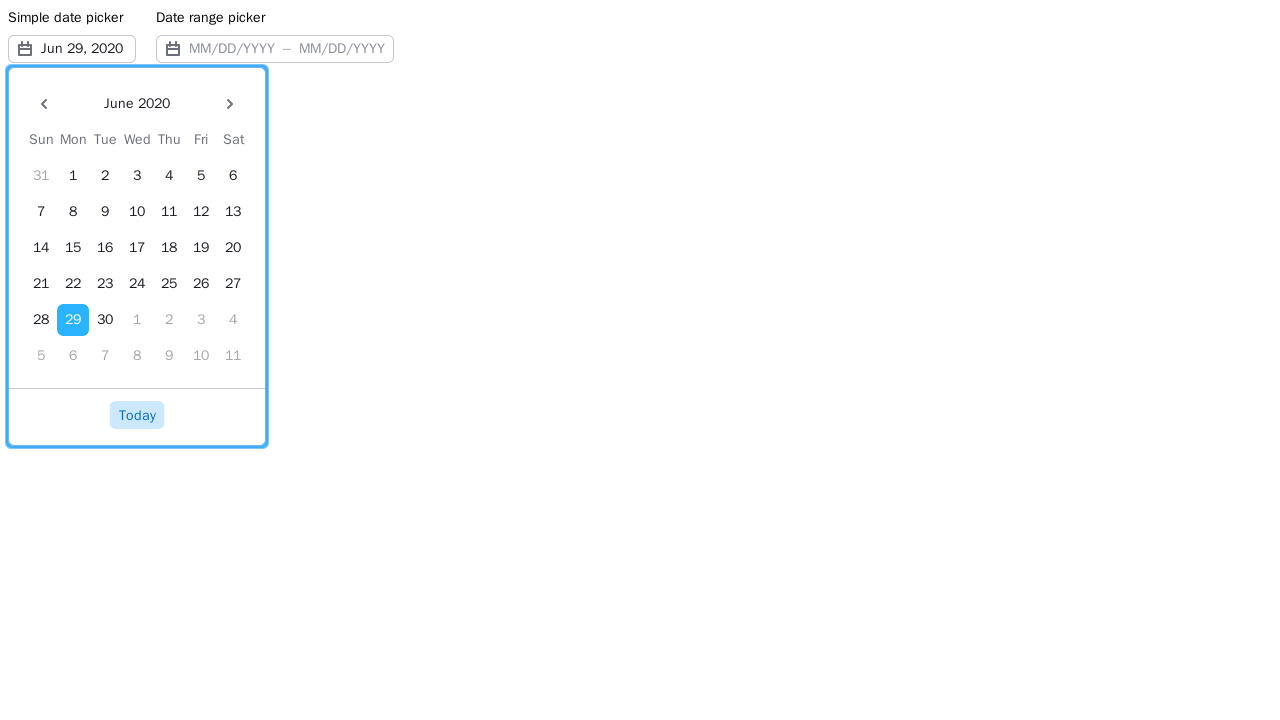 Simple date picker
Date range picker
Jun 29, 2020
MM/DD/YYYY – MM/DD/YYYY
June 2020
Sun Mon Tue Wed Thu Fri Sat
31 1 2 3 4 5 6
7 8 9 10 11 12 13
14 15 16 17 18 19 20
21 22 23 24 25 26 27
28 29 30 1 2 3 4
5 6 7 8 9 10 11
Today